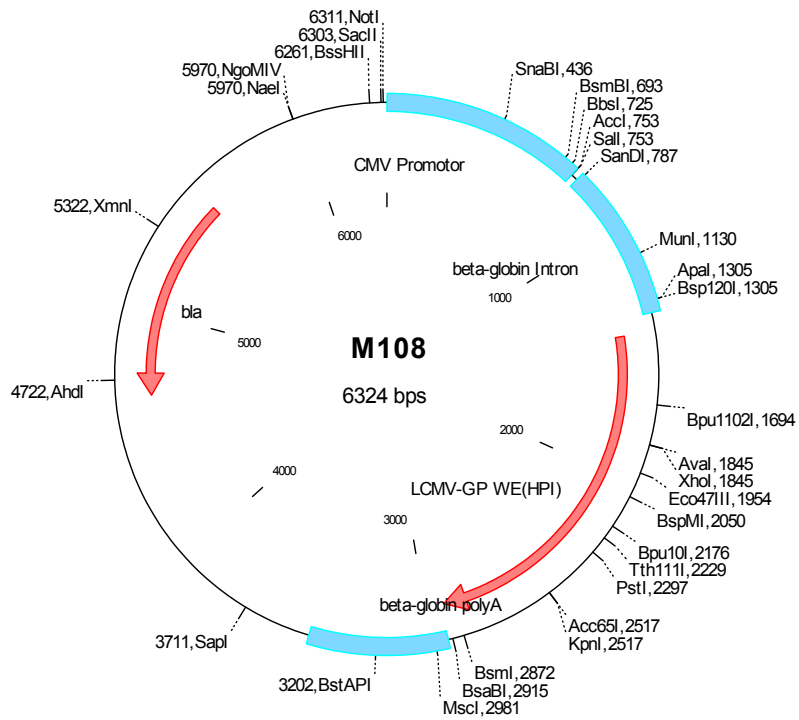 6311,NotI
6303,SacII
6261,BssHII
5970,NgoMIV
5970,NaeI
SnaBI,436
BsmBI,693
BbsI,725
AccI,753
SalI,753
SanDI,787
CMV Promotor
5322,XmnI
6000
MunI,1130
beta-globin Intron
1000
ApaI,1305
Bsp120I,1305
bla
5000
M108
6324 bps
4722,AhdI
Bpu1102I,1694
2000
AvaI,1845
XhoI,1845
Eco47III,1954
BspMI,2050
4000
LCMV-GP WE(HPI)
3000
Bpu10I,2176
Tth111I,2229
PstI,2297
beta-globin polyA
Acc65I,2517
KpnI,2517
3711,SapI
BsmI,2872
BsaBI,2915
MscI,2981
3202,BstAPI